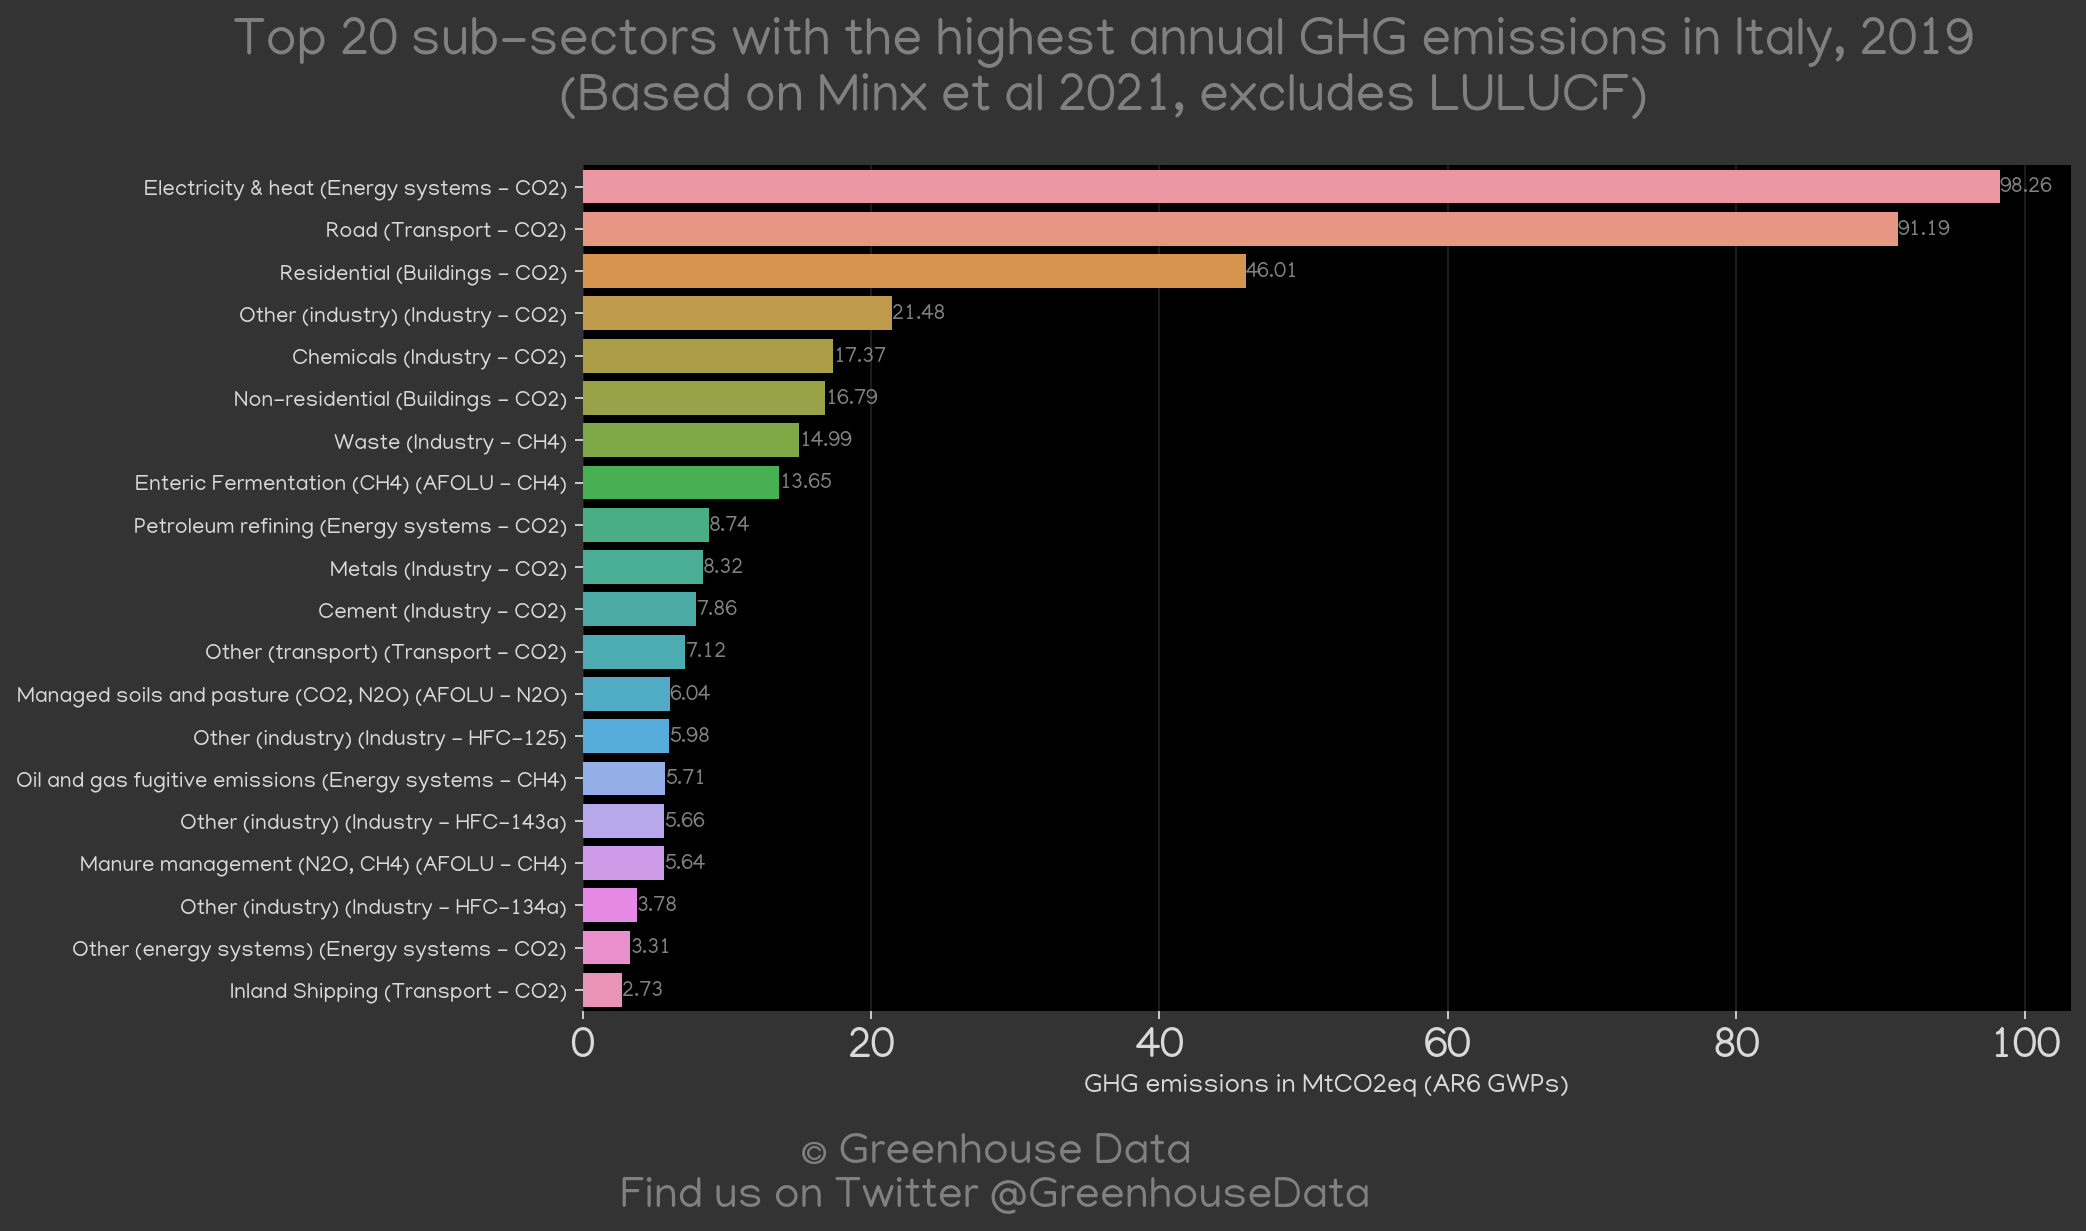 Top 20 sub-sectors with the highest annual GHG emissions in Italy, 2019
(Based on Minx et al 2021, excludes LULUCF)
Electricity & heat (Energy systems - CO2) 98.26
Road (Transport - CO2) 91.19
Residential (Buildings - CO2) 46.01
Other (industry) (Industry - CO2) 21.48
Chemicals (Industry - CO2) 17.37
Non-residential (Buildings - CO2) 16.79
Waste (Industry - CH4) 14.99
Enteric Fermentation (CH4) (AFOLU - CH4) 13.65
Petroleum refining (Energy systems - CO2) 8.74
Metals (Industry - CO2) 8.32
Cement (Industry - CO2) 7.86
Other (transport) (Transport - CO2) 7.12
Managed soils and pasture (CO2, N2O) (AFOLU - N2O) 6.04
Other (industry) (Industry - HFC-125) 5.98
Oil and gas fugitive emissions (Energy systems - CH4) 5.71
Other (industry) (Industry - HFC-143a) 5.66
Manure management (N2O, CH4) (AFOLU - CH4) 5.64
Other (industry) (Industry - HFC-134a) 3.78
Other (energy systems) (Energy systems - CO2) 3.31
Inland Shipping (Transport - CO2) 2.73
0 20 40 60 80 100
GHG emissions in MtCO2eq (AR6 GWPs)
© Greenhouse Data
Find us on Twitter @GreenhouseData